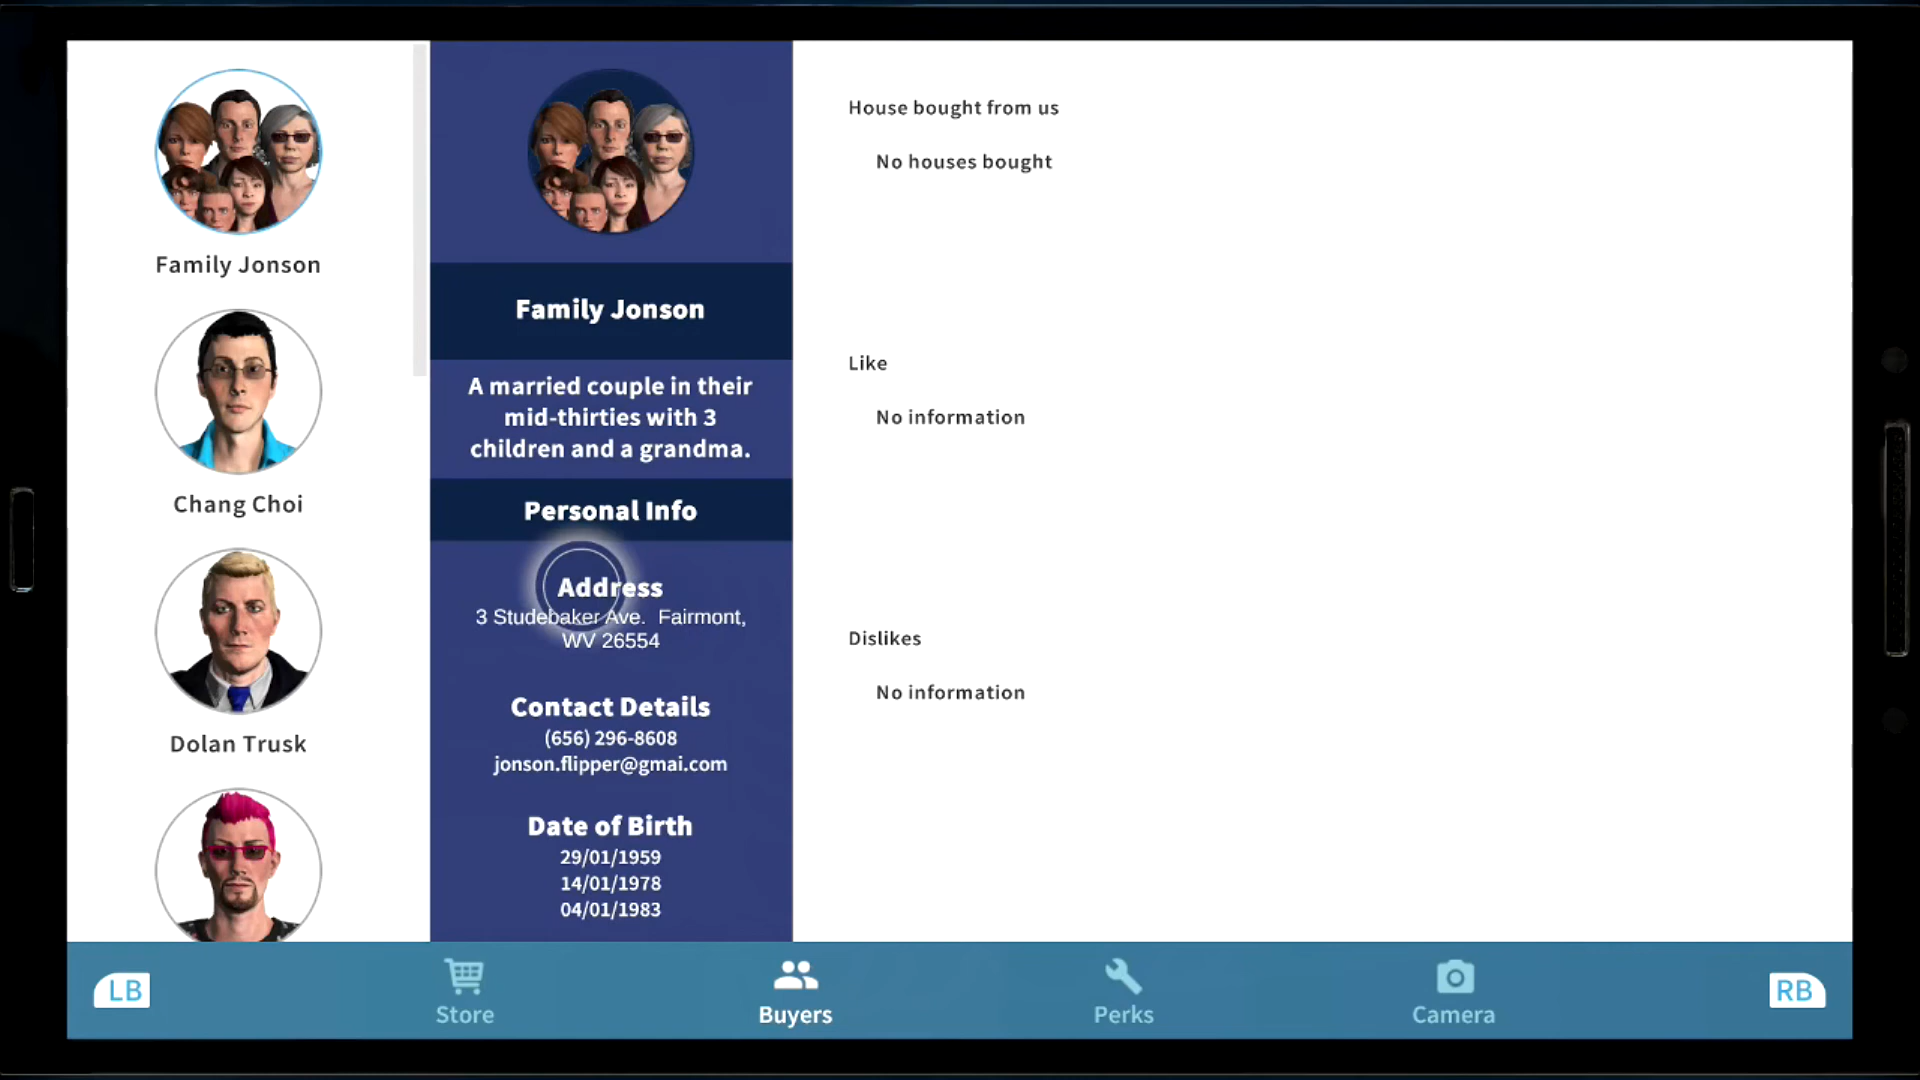 Family Jonson
Chang Choi
Dolan Trusk
Family Jonson
A married couple in their
mid-thirties with 3
children and a grandma.
Personal Info
Address
3 Studebaker Ave.  Fairmont,
WV 26554
Contact Details
(656) 296-8608
jonson.flipper@gmai.com
Date of Birth
29/01/1959
14/01/1978
04/01/1983
House bought from us
No houses bought
Like
No information
Dislikes
No information
LB
Store
Buyers
Perks
Camera
RB